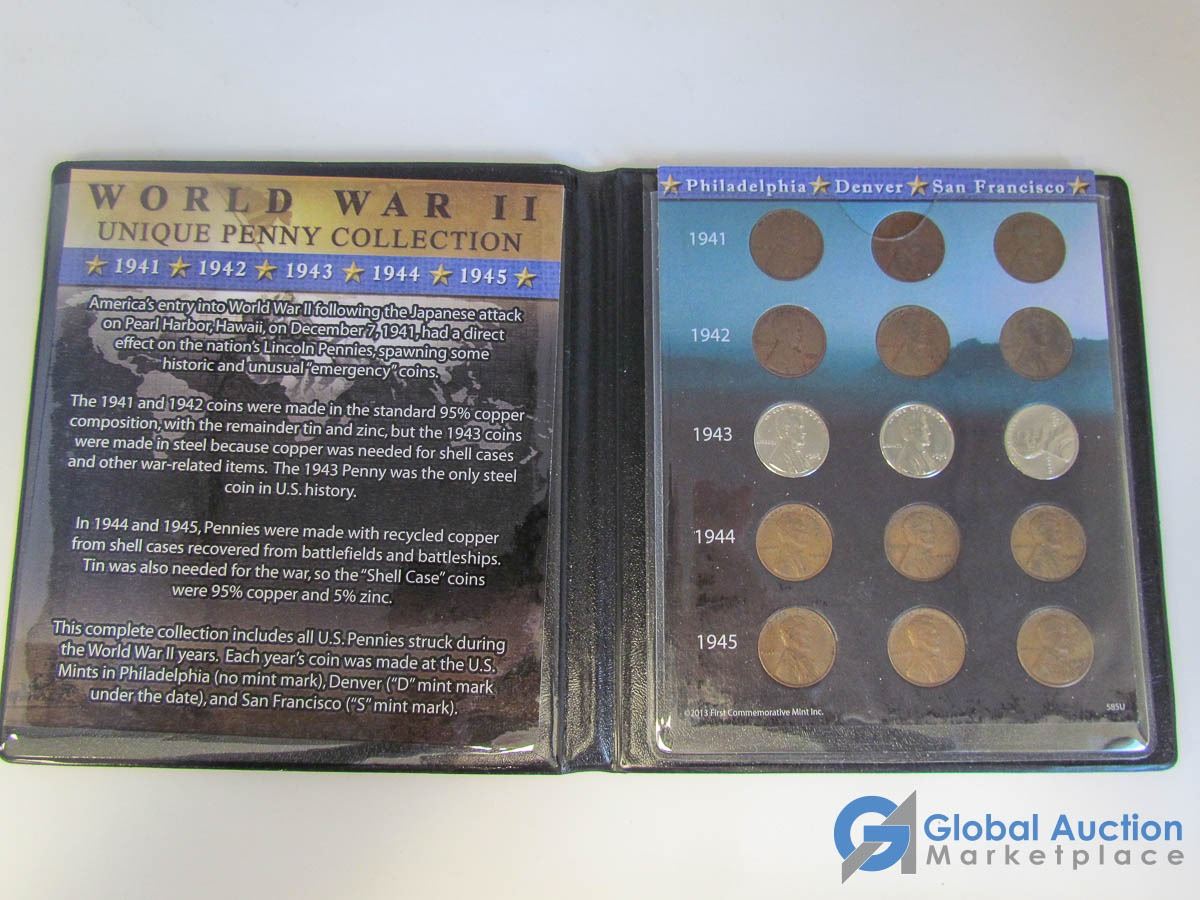 WORLD WAR II
UNIQUE PENNY COLLECTION
1941 1942 1943 1944 1945
America's entry into World War II following the Japanese attack
on Pearl Harbor, Hawaii, on December 7, 1941, had a direct
effect on the nation's Lincoln Pennies, spawning some
historic and unusual "emergency" coins.
The 1941 and 1942 coins were made in the standard 95% copper
composition, with the remainder tin and zinc, but the 1943 coins
were made in steel because copper was needed for shell cases
and other war-related items. The 1943 Penny was the only steel
coin in U.S. history.
In 1944 and 1945, Pennies were made with recycled copper
from shell cases recovered from battlefields and battleships.
Tin was also needed for the war, so the "Shell Case" coins
were 95% copper and 5% zinc.
This complete collection includes all U.S. Pennies struck during
the World War II years. Each year's coin was made at the U.S.
Mints in Philadelphia (no mint mark), Denver ("D" mint mark
under the date), and San Francisco ("S" mint mark).
Philadelphia Denver San Francisco
1941
1942
1943
1944
1945
©2013 First Commemorative Mint Inc.
585U
Global Auction
Marketplace